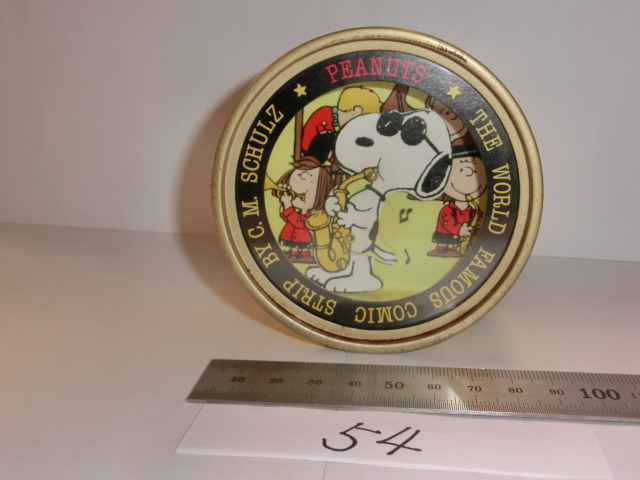 PEANUTS
THE WORLD FAMOUS COMIC STRIP BY C. M. SCHULZ
10 20 30 40 50 60 70 80 90 100 1
54